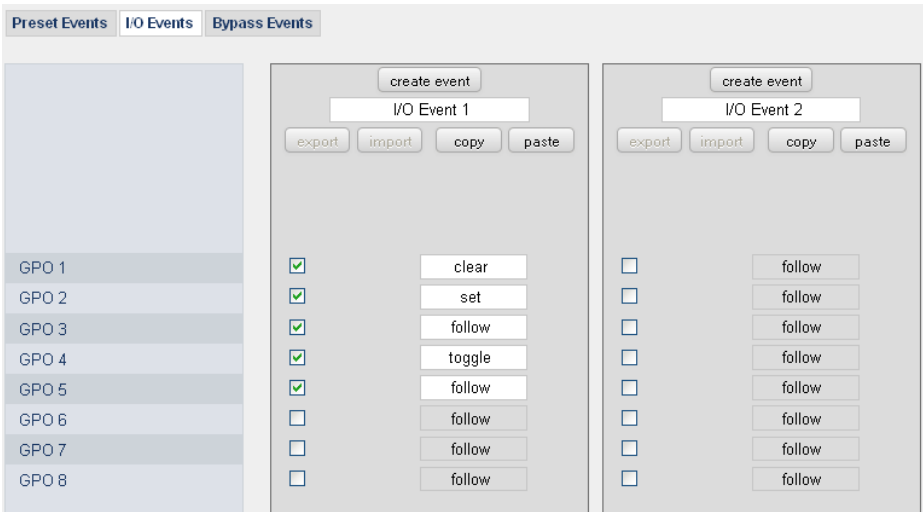 Preset Events I/O Events Bypass Events
create event create event
I/O Event 1 I/O Event 2
export import copy paste export import copy paste
GPO 1 clear follow
GPO 2 set follow
GPO 3 follow follow
GPO 4 toggle follow
GPO 5 follow follow
GPO 6 follow follow
GPO 7 follow follow
GPO 8 follow follow